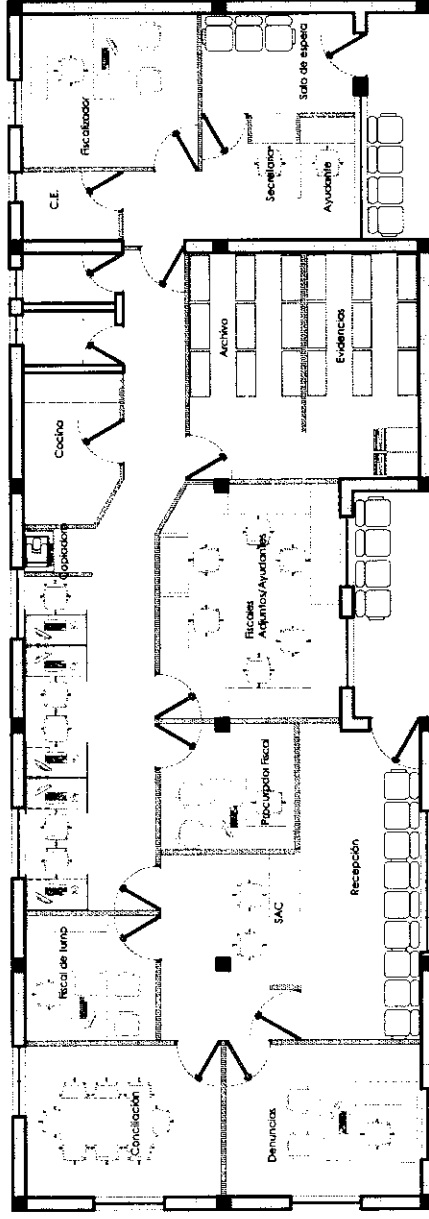 Conciliación
Fiscal de turno
Copiadora
Cocina
C.E.
Fiscalizador
Denuncias
SAC
Procurador Fiscal
Fiscales
Adjuntos/Ayudantes
Archivo
Evidencias
Recepción
Secretaria
Ayudante
Sala de espera